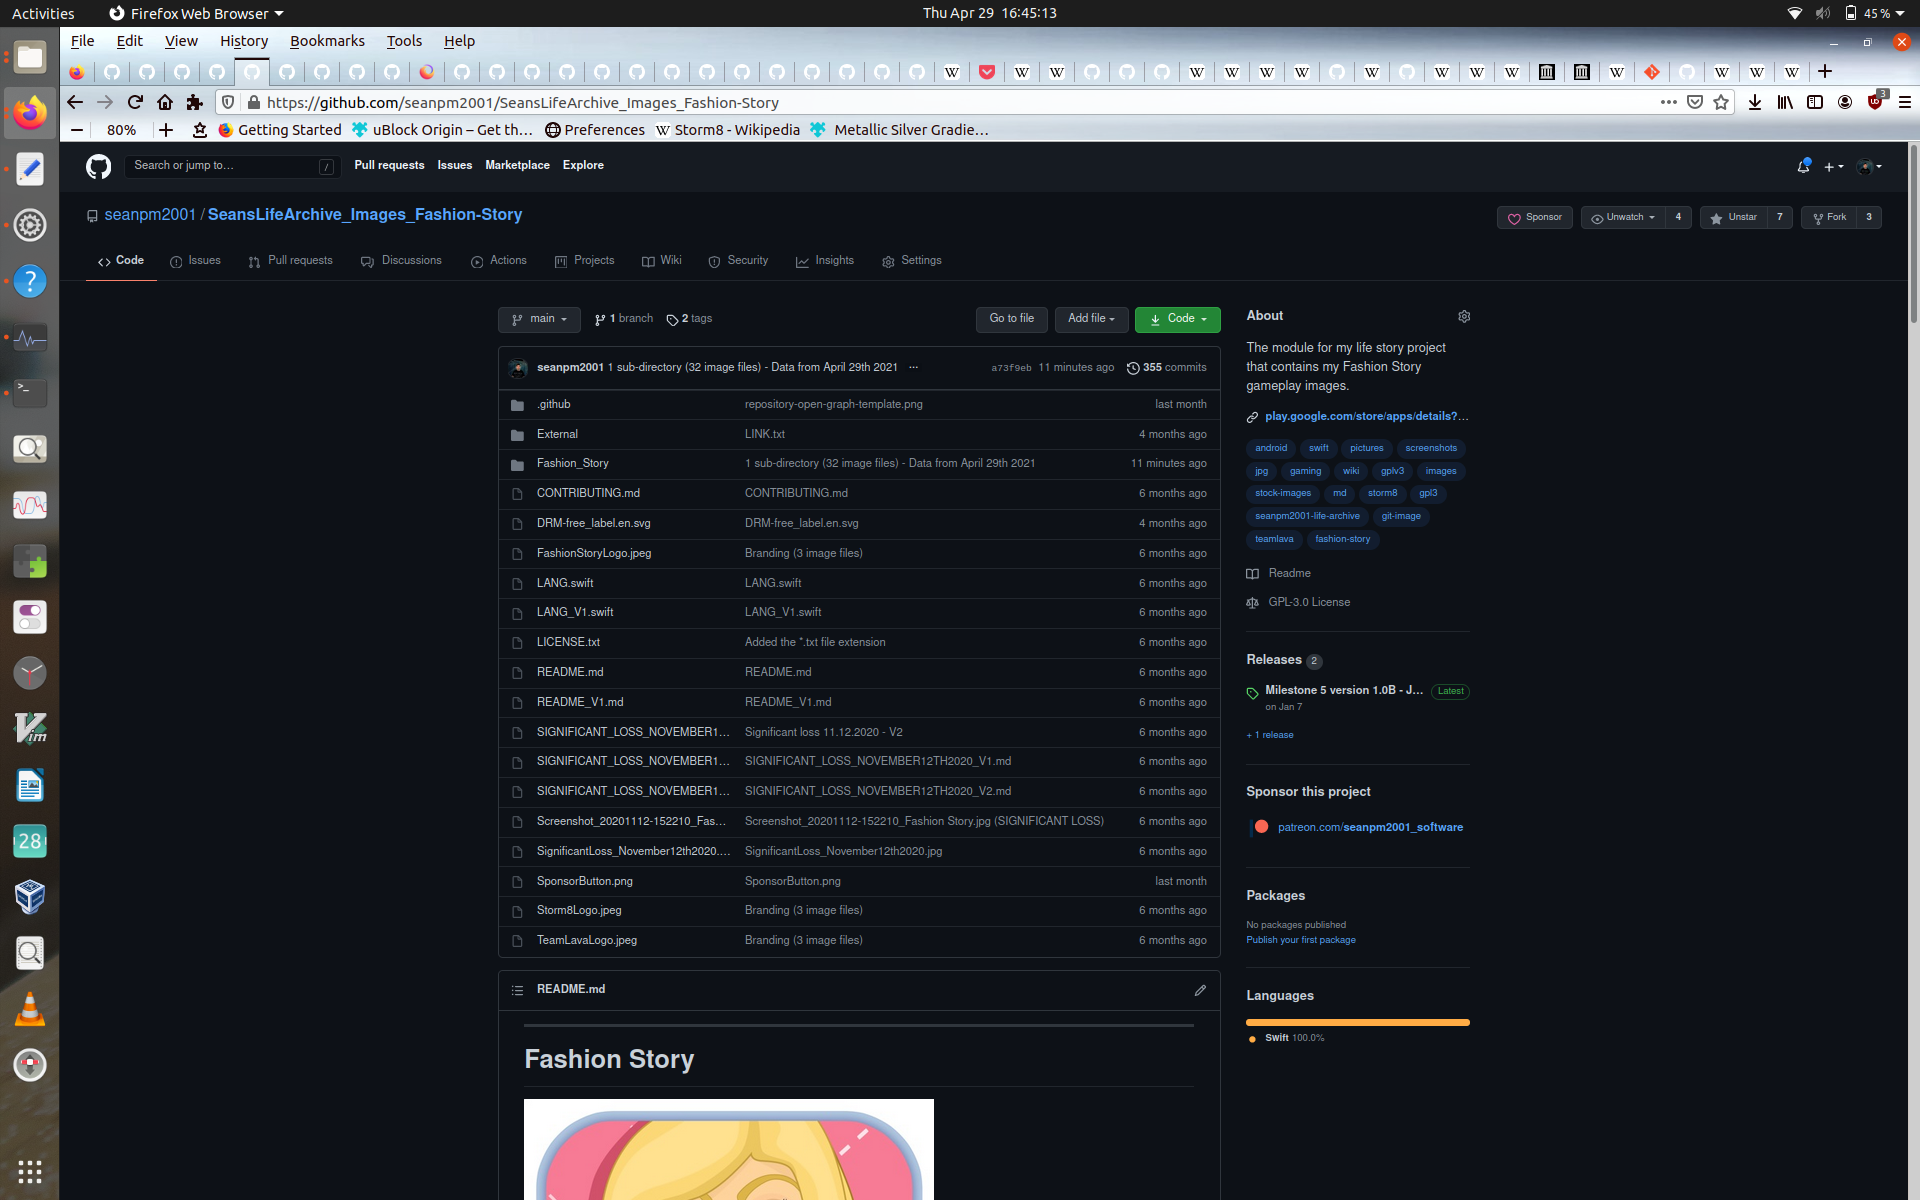 Activities Firefox Web Browser Thu Apr 29 16:45:13 45 %
File Edit View History Bookmarks Tools Help
https://github.com/seanpm2001/SeansLifeArchive_Images_Fashion-Story 3
80% Getting Started uBlock Origin – Get th… Preferences Storm8 - Wikipedia Metallic Silver Gradie…
Search or jump to… / Pull requests Issues Marketplace Explore
seanpm2001 / SeansLifeArchive_Images_Fashion-Story Sponsor Unwatch 4 Unstar 7 Fork 3
Code Issues Pull requests Discussions Actions Projects Wiki Security Insights Settings
main 1 branch 2 tags Go to file Add file Code
seanpm2001 1 sub-directory (32 image files) - Data from April 29th 2021 ... a73f9eb 11 minutes ago 355 commits
.github repository-open-graph-template.png last month
External LINK.txt 4 months ago
Fashion_Story 1 sub-directory (32 image files) - Data from April 29th 2021 11 minutes ago
CONTRIBUTING.md CONTRIBUTING.md 6 months ago
DRM-free_label.en.svg DRM-free_label.en.svg 4 months ago
FashionStoryLogo.jpeg Branding (3 image files) 6 months ago
LANG.swift LANG.swift 6 months ago
LANG_V1.swift LANG_V1.swift 6 months ago
LICENSE.txt Added the *.txt file extension 6 months ago
README.md README.md 6 months ago
README_V1.md README_V1.md 6 months ago
SIGNIFICANT_LOSS_NOVEMBER1… Significant loss 11.12.2020 - V2 6 months ago
SIGNIFICANT_LOSS_NOVEMBER1… SIGNIFICANT_LOSS_NOVEMBER12TH2020_V1.md 6 months ago
SIGNIFICANT_LOSS_NOVEMBER1… SIGNIFICANT_LOSS_NOVEMBER12TH2020_V2.md 6 months ago
Screenshot_20201112-152210_Fas… Screenshot_20201112-152210_Fashion Story.jpg (SIGNIFICANT LOSS) 6 months ago
SignificantLoss_November12th2020.… SignificantLoss_November12th2020.jpg 6 months ago
SponsorButton.png SponsorButton.png last month
Storm8Logo.jpeg Branding (3 image files) 6 months ago
TeamLavaLogo.jpeg Branding (3 image files) 6 months ago
README.md
Fashion Story
About
The module for my life story project
that contains my Fashion Story
gameplay images.
play.google.com/store/apps/details?…
android swift pictures screenshots
jpg gaming wiki gplv3 images
stock-images md storm8 gpl3
seanpm2001-life-archive git-image
teamlava fashion-story
Readme
GPL-3.0 License
Releases 2
Milestone 5 version 1.0B - J… Latest
on Jan 7
+ 1 release
Sponsor this project
patreon.com/seanpm2001_software
Packages
No packages published
Publish your first package
Languages
Swift 100.0%
28